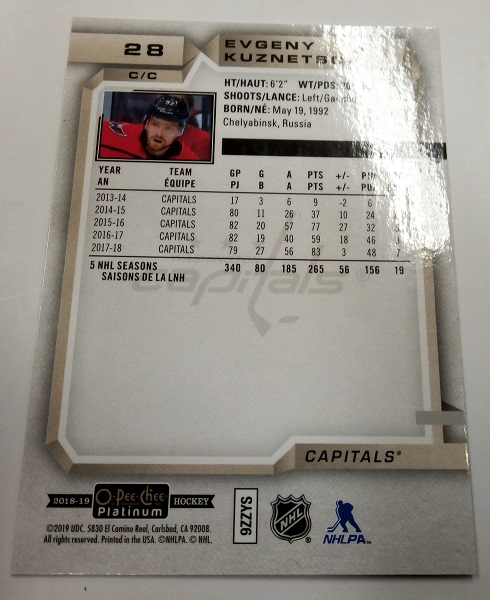 28
EVGENY
C/C
HT/HAUT: 6'2" WT/PDS:
SHOOTS/LANCE:
BORN/NÉ: May 19, 1992
Chelyabinsk, Russia
YEAR TEAM GP G A PTS +/-
AN ÉQUIPE PJ B A PTS +/-
2013-14 CAPITALS 17 3 6 9 -2 6
2014-15 CAPITALS 80 11 26 37 10 24
2015-16 CAPITALS 82 20 57 77 27 32
2016-17 CAPITALS 82 19 40 59 18 46
2017-18 CAPITALS 79 27 56 83 3 48
5 NHL SEASONS 340 80 185 265 56 156 19
SAISONS DE LA LNH
capitals
CAPITALS®
2018-19 O-PEE-CHEE Platinum HOCKEY
©2019 UDC. 5830 El Camino Real, Carlsbad, CA 92008.
All rights reserved. Printed in the USA. ©NHLPA. © NHL.
9ZZYS
NHL
NHLPA